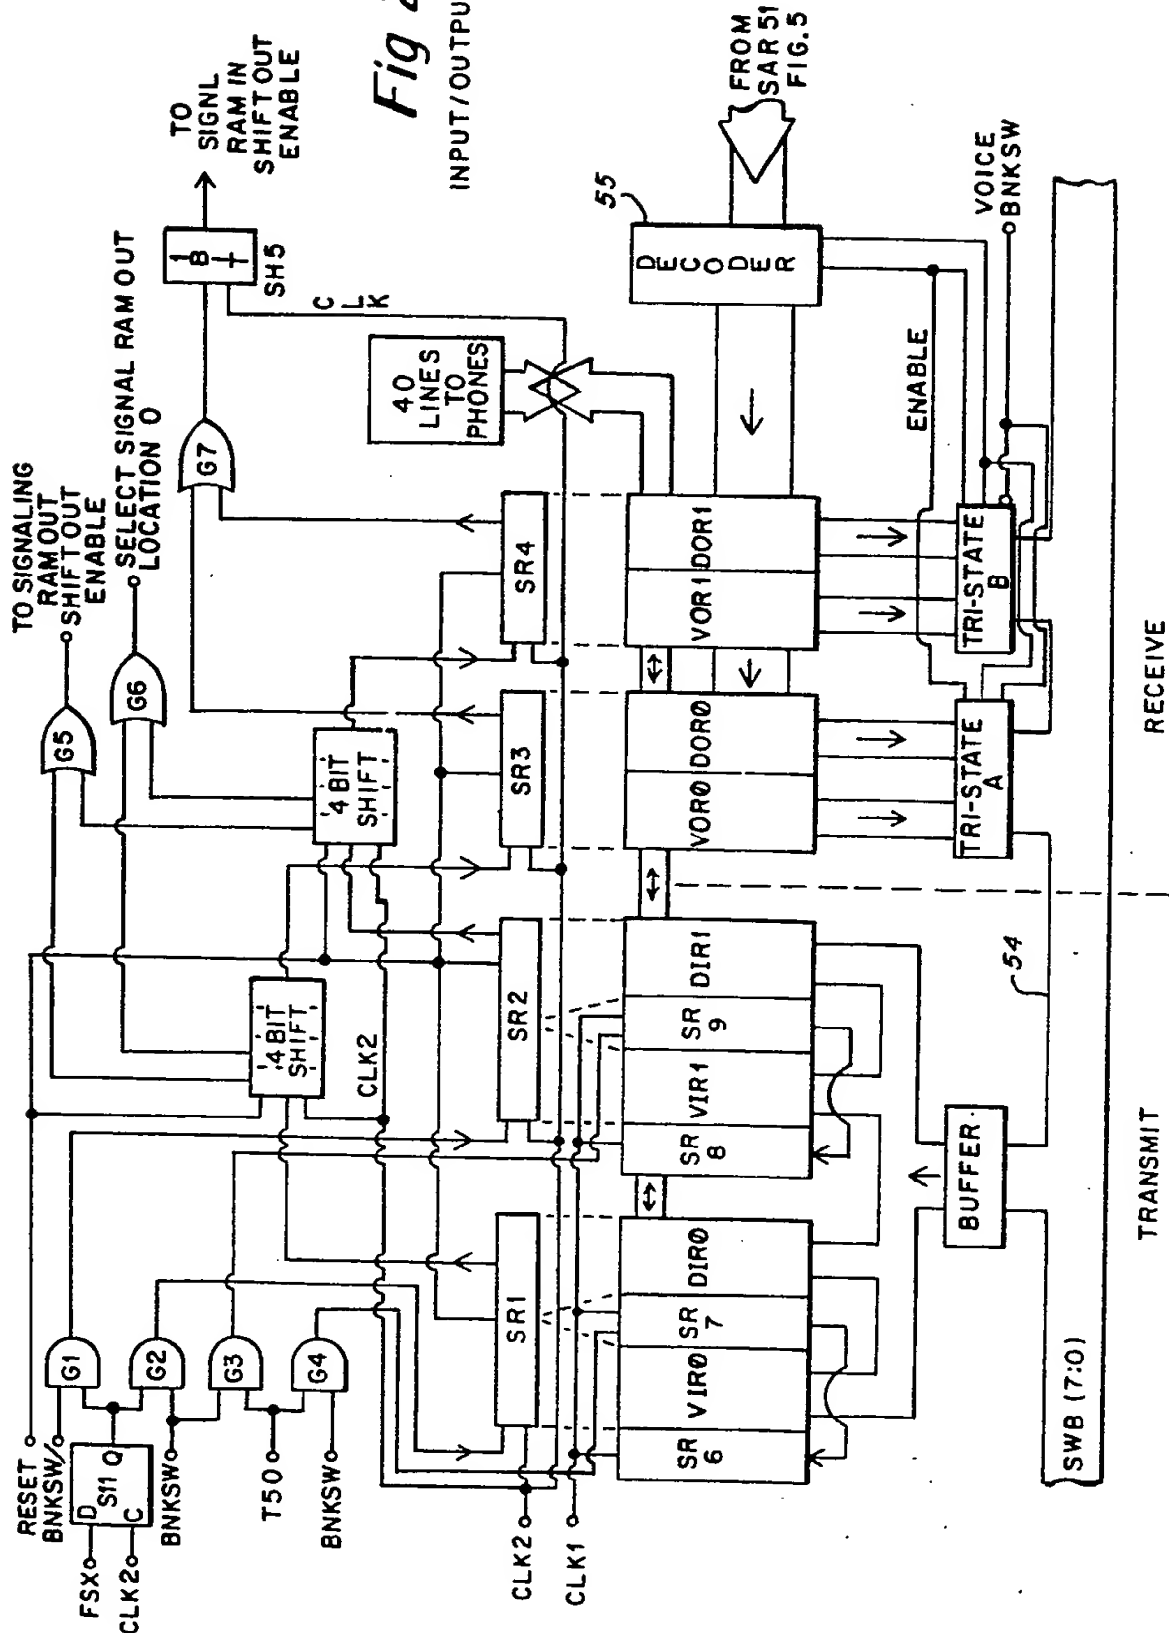 FSX
CLK2
RESET
BNKSW/
D
S11
Q
C
BNKSW
T50
BNKSW
G1
G2
G3
G4
G5
TO SIGNALING
RAM OUT
SHIFT OUT
ENABLE
G6
SELECT SIGNAL RAM OUT
LOCATION 0
G7
1
BIT
SH5
TO
SIGNL
RAM IN
SHIFT OUT
ENABLE
4 BIT
SHIFT
4 BIT
SHIFT
CLK2
CLK
Fig
INPUT/OUTPU
40
LINES
TO
PHONES
CLK2
CLK1
SR1
SR2
SR3
SR4
SR
6
VIR0
SR
7
DIR0
SR
8
VIR1
SR
9
DIR1
VOR0
DOR0
VOR1
DOR1
DECODER
55
FROM
SAR 51
FIG. 5
ENABLE
BUFFER
54
TRI-STATE
A
TRI-STATE
B
VOICE
BNKSW
SWB (7:0)
TRANSMIT
RECEIVE